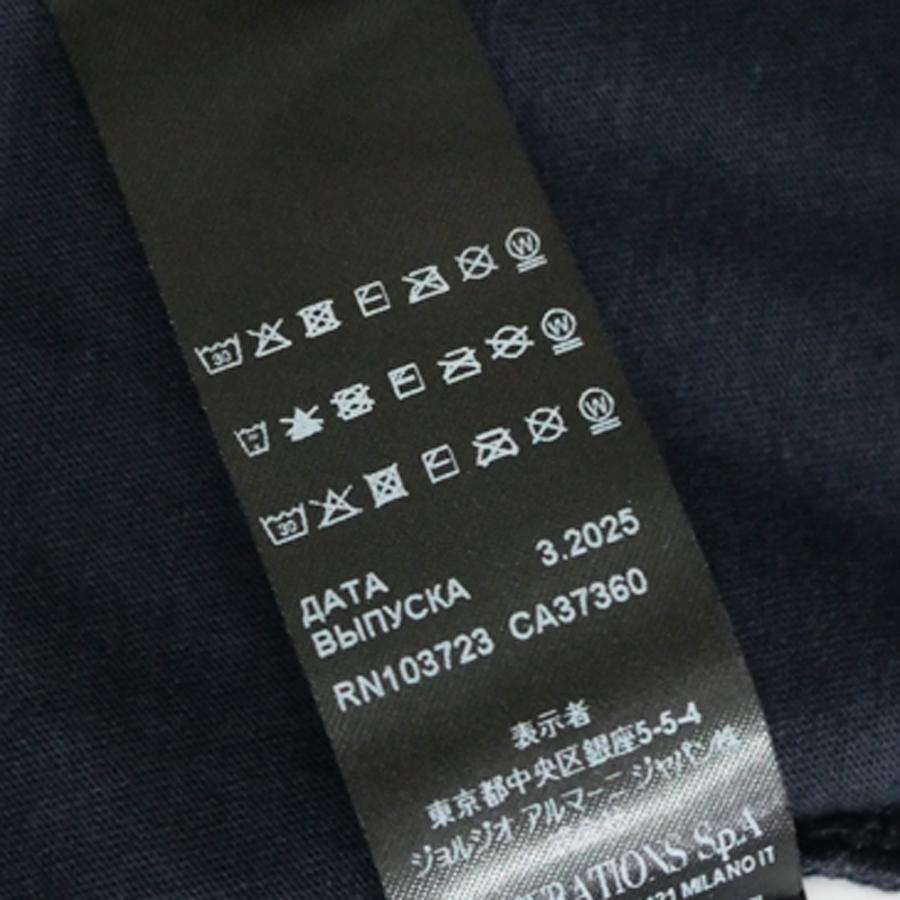 30 W
W
30 W
ДАТА
ВЫПУСКА 3.2025
RN103723 CA37360
表示者
東京都中央区銀座5-5-4
ジョルジオ アルマーニ ジャパン 株
S.p.A
MILANO IT